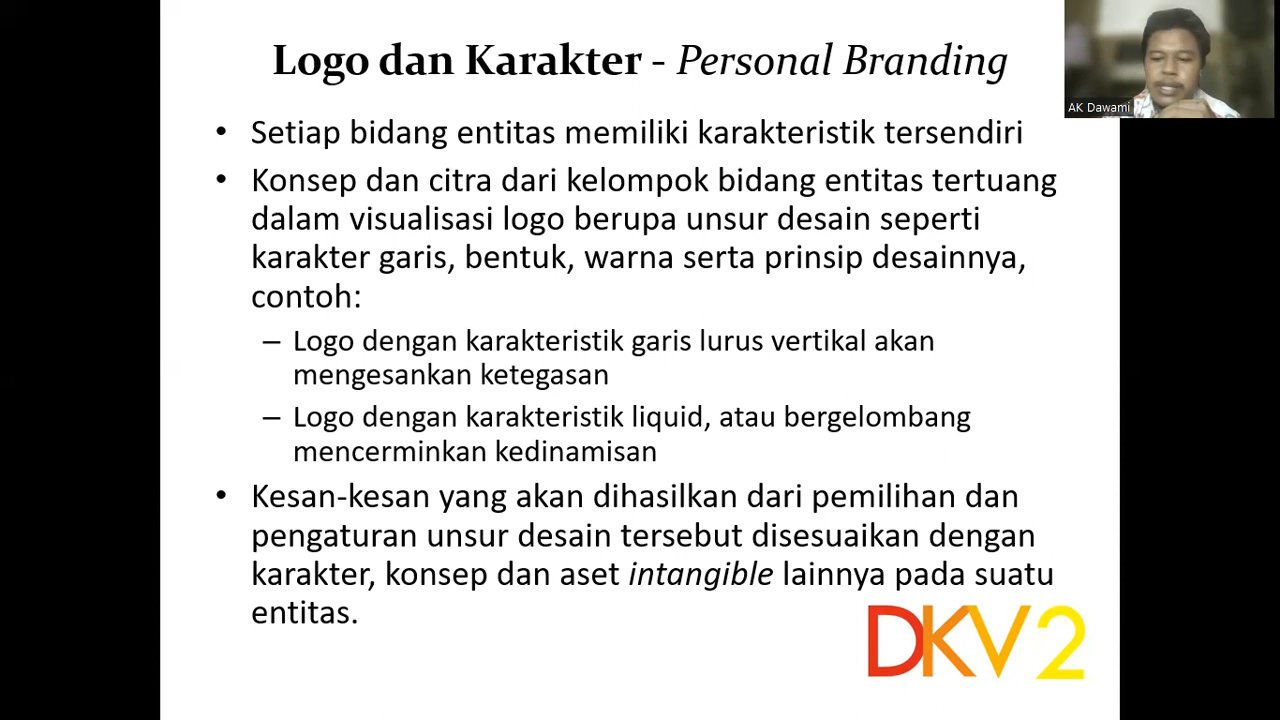 Logo dan Karakter - Personal Branding
AK Dawami
• Setiap bidang entitas memiliki karakteristik tersendiri
• Konsep dan citra dari kelompok bidang entitas tertuang
dalam visualisasi logo berupa unsur desain seperti
karakter garis, bentuk, warna serta prinsip desainnya,
contoh:
– Logo dengan karakteristik garis lurus vertikal akan
mengesankan ketegasan
– Logo dengan karakteristik liquid, atau bergelombang
mencerminkan kedinamisan
• Kesan-kesan yang akan dihasilkan dari pemilihan dan
pengaturan unsur desain tersebut disesuaikan dengan
karakter, konsep dan aset intangible lainnya pada suatu
entitas.
DKV2